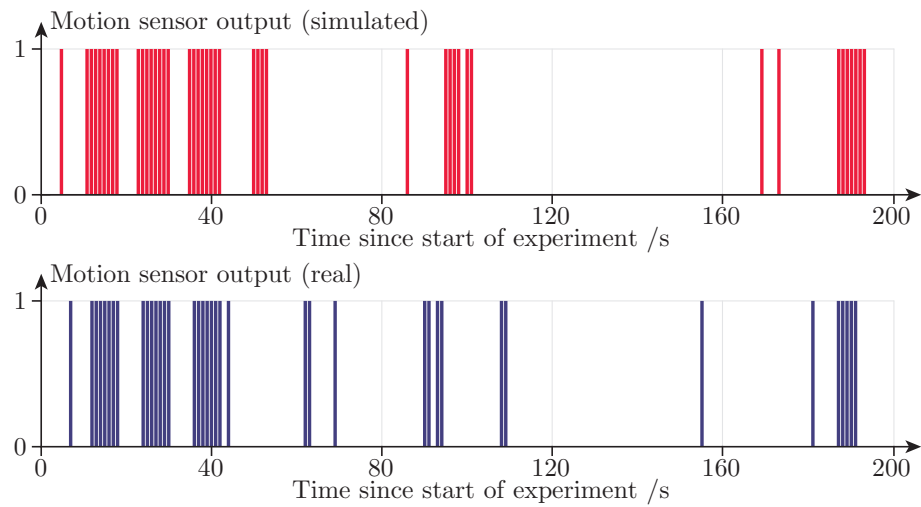 Motion sensor output (simulated)
1
0
0 40 80 120 160 200
Time since start of experiment /s
Motion sensor output (real)
1
0
0 40 80 120 160 200
Time since start of experiment /s